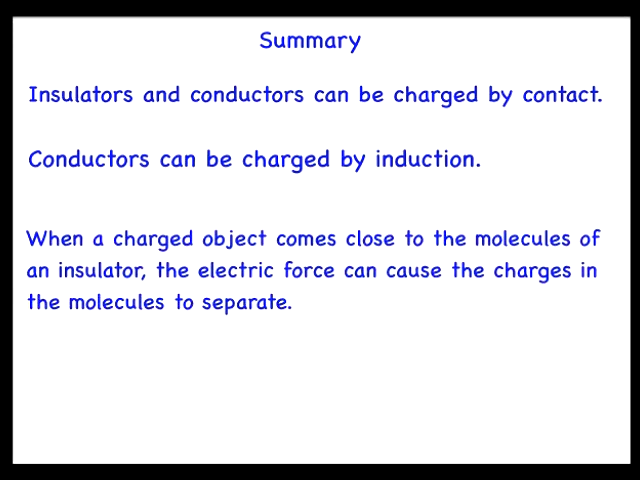 Summary
Insulators and conductors can be charged by contact.
Conductors can be charged by induction.
When a charged object comes close to the molecules of
an insulator, the electric force can cause the charges in
the molecules to separate.